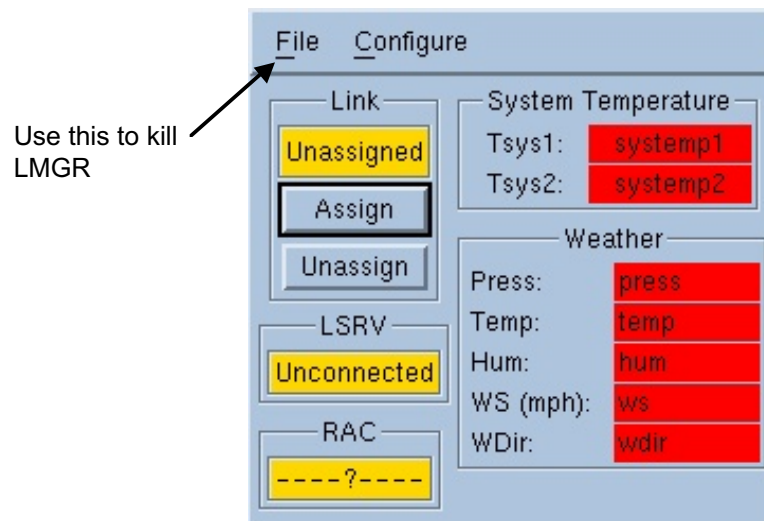 File Configure
Use this to kill
LMGR
Link
Unassigned
Assign
Unassign
LSRV
Unconnected
RAC
----?----
System Temperature
Tsys1: systemp1
Tsys2: systemp2
Weather
Press: press
Temp: temp
Hum: hum
WS (mph): ws
WDir: wdir